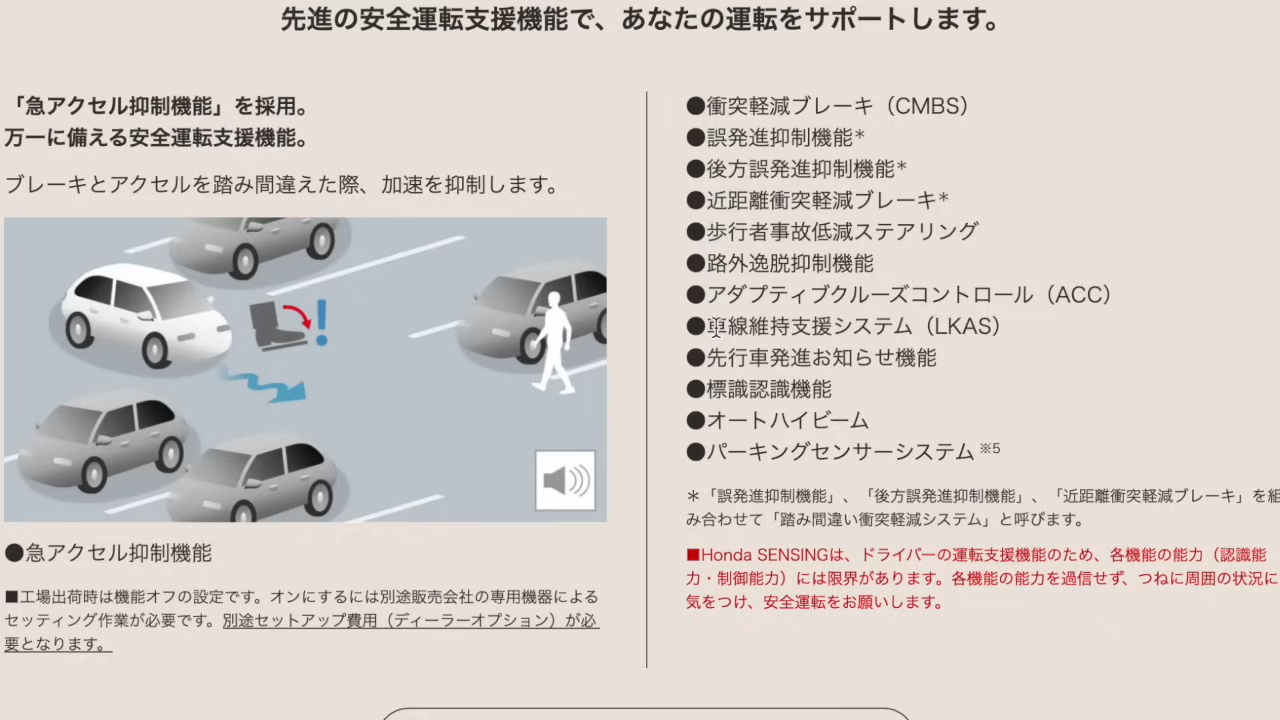 先進の安全運転支援機能で、あなたの運転をサポートします。
「急アクセル抑制機能」を採用。
万一に備える安全運転支援機能。
ブレーキとアクセルを踏み間違えた際、加速を抑制します。
!
●急アクセル抑制機能
■工場出荷時は機能オフの設定です。オンにするには別途販売会社の専用機器による
セッティング作業が必要です。別途セットアップ費用（ディーラーオプション）が必
要となります。
●衝突軽減ブレーキ（CMBS）
●誤発進抑制機能＊
●後方誤発進抑制機能＊
●近距離衝突軽減ブレーキ＊
●歩行者事故低減ステアリング
●路外逸脱抑制機能
●アダプティブクルーズコントロール（ACC）
●車線維持支援システム（LKAS）
●先行車発進お知らせ機能
●標識認識機能
●オートハイビーム
●パーキングセンサーシステム※5
＊「誤発進抑制機能」、「後方誤発進抑制機能」、「近距離衝突軽減ブレーキ」を組
み合わせて「踏み間違い衝突軽減システム」と呼びます。
■Honda SENSINGは、ドライバーの運転支援機能のため、各機能の能力（認識能
力・制御能力）には限界があります。各機能の能力を過信せず、つねに周囲の状況に
気をつけ、安全運転をお願いします。